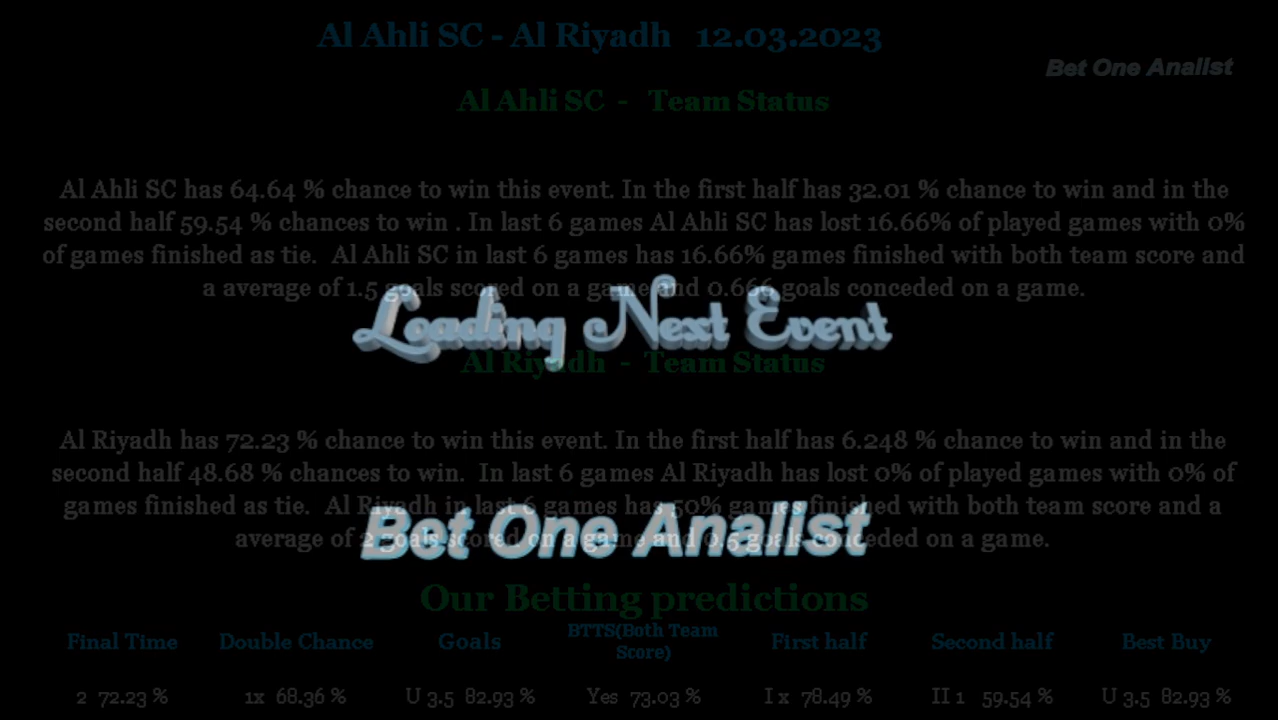 Al Ahli SC - Al Riyadh 12.03.2023
Bet One Analist
Al Ahli SC - Team Status
Al Ahli SC has 64.64 % chance to win this event. In the first half has 32.01 % chance to win and in the
second half 59.54 % chances to win . In last 6 games Al Ahli SC has lost 16.66% of played games with 0%
of games finished as tie. Al Ahli SC in last 6 games has 16.66% games finished with both team score and
a average of 1.5 goals scored on a game and 0.666 goals conceded on a game.
Loading Next Event
Al Riyadh - Team Status
Al Riyadh has 72.23 % chance to win this event. In the first half has 6.248 % chance to win and in the
second half 48.68 % chances to win. In last 6 games Al Riyadh has lost 0% of played games with 0% of
games finished as tie. Al Riyadh in last 6 games has 50% games finished with both team score and a
average of 2 goals scored on a game and 0.5 goals conceded on a game.
Bet One Analist
Our Betting predictions
Final Time Double Chance Goals BTTS(Both Team Score) First half Second half Best Buy
2 72.23 % 1x 68.36 % U 3.5 82.93 % Yes 73.03 % I x 78.49 % II 1 59.54 % U 3.5 82.93 %